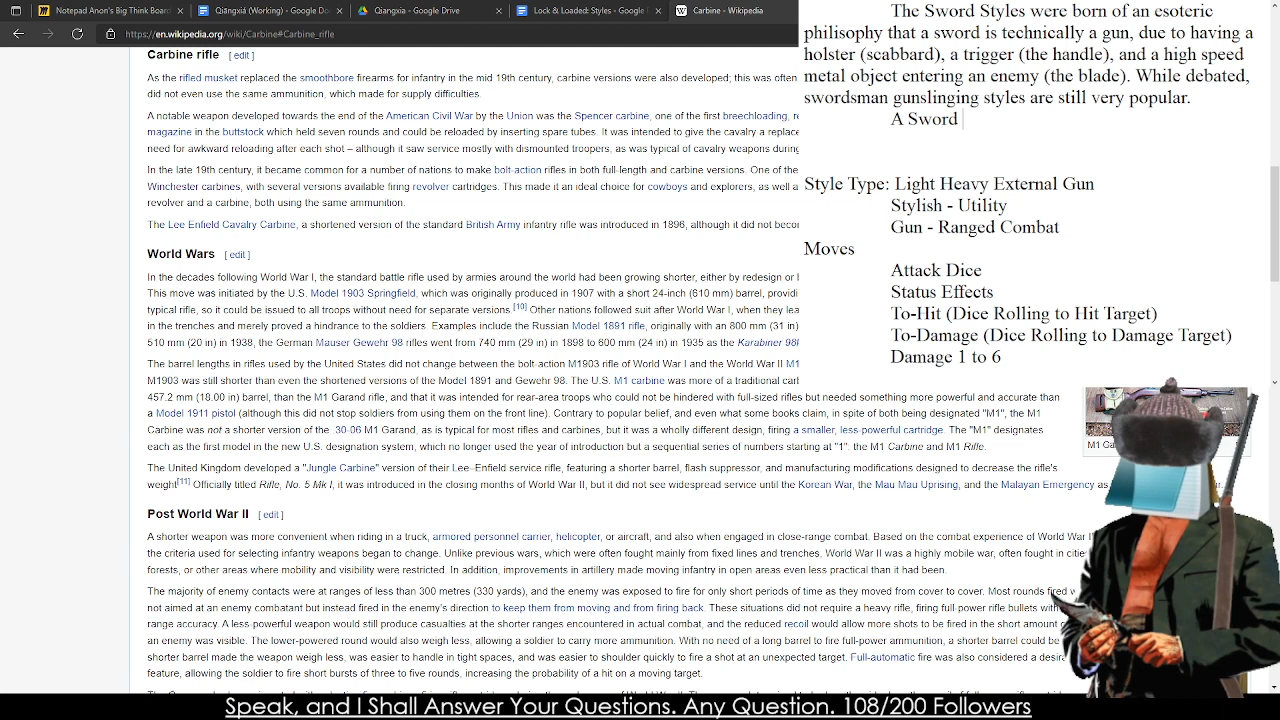 Notepad Anon's Big Think Board
Qiāngxiá (Working) - Google Do
Qiangxia - Google Drive
Lock & Loaded: Styles - Google
Carbine - Wikipedia
https://en.wikipedia.org/wiki/Carbine#Carbine_rifle
Carbine rifle [ edit ]
As the rifled musket replaced the smoothbore firearms for infantry in the mid 19th century, carbine versions were also developed; this was often
did not even use the same ammunition, which made for supply difficulties.
A notable weapon developed towards the end of the American Civil War by the Union was the Spencer carbine, one of the first breechloading, re
magazine in the buttstock which held seven rounds and could be reloaded by inserting spare tubes. It was intended to give the cavalry a replace
need for awkward reloading after each shot – although it saw service mostly with dismounted troopers, as was typical of cavalry weapons during
In the late 19th century, it became common for a number of nations to make bolt-action rifles in both full-length and carbine versions. One of the
Winchester carbines, with several versions available firing revolver cartridges. This made it an ideal choice for cowboys and explorers, as well a
revolver and a carbine, both using the same ammunition.
The Lee Enfield Cavalry Carbine, a shortened version of the standard British Army infantry rifle was introduced in 1896, although it did not beco
World Wars [ edit ]
In the decades following World War I, the standard battle rifle used by armies around the world had been growing shorter, either by redesign or b
This move was initiated by the U.S. Model 1903 Springfield, which was originally produced in 1907 with a short 24-inch (610 mm) barrel, providi
typical rifle, so it could be issued to all troops without need for separate versions.[10] Other nations followed suit after World War I, when they lea
in the trenches and merely proved a hindrance to the soldiers. Examples include the Russian Model 1891 rifle, originally with an 800 mm (31 in)
510 mm (20 in) in 1938, the German Mauser Gewehr 98 rifles went from 740 mm (29 in) in 1898 to 600 mm (24 in) in 1935 as the Karabiner 98
The barrel lengths in rifles used by the United States did not change between the bolt-action M1903 rifle of World War I and the World War II M1
M1903 was still shorter than even the shortened versions of the Model 1891 and Gewehr 98. The U.S. M1 carbine was more of a traditional car
457.2 mm (18.00 in) barrel, than the M1 Garand rifle, and that it was intended for rear-area troops who could not be hindered with full-sized rifles but needed something more powerful and accurate than
a Model 1911 pistol (although this did not stop soldiers from using them on the front line). Contrary to popular belief, and even what some books claim, in spite of both being designated "M1", the M1
Carbine was not a shorter version of the .30-06 M1 Garand, as is typical for most rifles and carbines, but it was a wholly different design, firing a smaller, less-powerful cartridge. The "M1" designates
each as the first model in the new U.S. designation system, which no longer used the year of introduction but a sequential series of numbers starting at "1": the M1 Carbine and M1 Rifle.
The United Kingdom developed a "Jungle Carbine" version of their Lee–Enfield service rifle, featuring a shorter barrel, flash suppressor, and manufacturing modifications designed to decrease the rifle's
weight[11] Officially titled Rifle, No. 5 Mk I, it was introduced in the closing months of World War II, but it did not see widespread service until the Korean War, the Mau Mau Uprising, and the Malayan Emergency as
M1 Ga
Post World War II [ edit ]
A shorter weapon was more convenient when riding in a truck, armored personnel carrier, helicopter, or aircraft, and also when engaged in close-range combat. Based on the combat experience of World War
the criteria used for selecting infantry weapons began to change. Unlike previous wars, which were often fought mainly from fixed lines and trenches, World War II was a highly mobile war, often fought in citie
forests, or other areas where mobility and visibility were restricted. In addition, improvements in artillery made moving infantry in open areas even less practical than it had been.
The majority of enemy contacts were at ranges of less than 300 metres (330 yards), and the enemy was exposed to fire for only short periods of time as they moved from cover to cover. Most rounds fired w
not aimed at an enemy combatant but instead fired in the enemy's direction to keep them from moving and from firing back. These situations did not require a heavy rifle, firing full-power rifle bullets with
range accuracy. A less-powerful weapon would still produce casualties at the shorter ranges encountered in actual combat, and the reduced recoil would allow more shots to be fired in the short amount
an enemy was visible. The lower-powered round would also weigh less, allowing a soldier to carry more ammunition. With no need of a long barrel to fire full-power ammunition, a shorter barrel could be
shorter barrel made the weapon weigh less, was easier to handle in tight spaces, and was easier to shoulder quickly to fire a shot at an unexpected target. Full-automatic fire was also considered a desira
feature, allowing the soldier to fire short bursts of three to five rounds, increasing the probability of a hit on a moving target.
The Sword Styles were born of an esoteric
philisophy that a sword is technically a gun, due to having a
holster (scabbard), a trigger (the handle), and a high speed
metal object entering an enemy (the blade). While debated,
swordsman gunslinging styles are still very popular.
A Sword
Style Type: Light Heavy External Gun
Stylish - Utility
Gun - Ranged Combat
Moves
Attack Dice
Status Effects
To-Hit (Dice Rolling to Hit Target)
To-Damage (Dice Rolling to Damage Target)
Damage 1 to 6
Speak, and I Shall Answer Your Questions. Any Question. 108/200 Followers